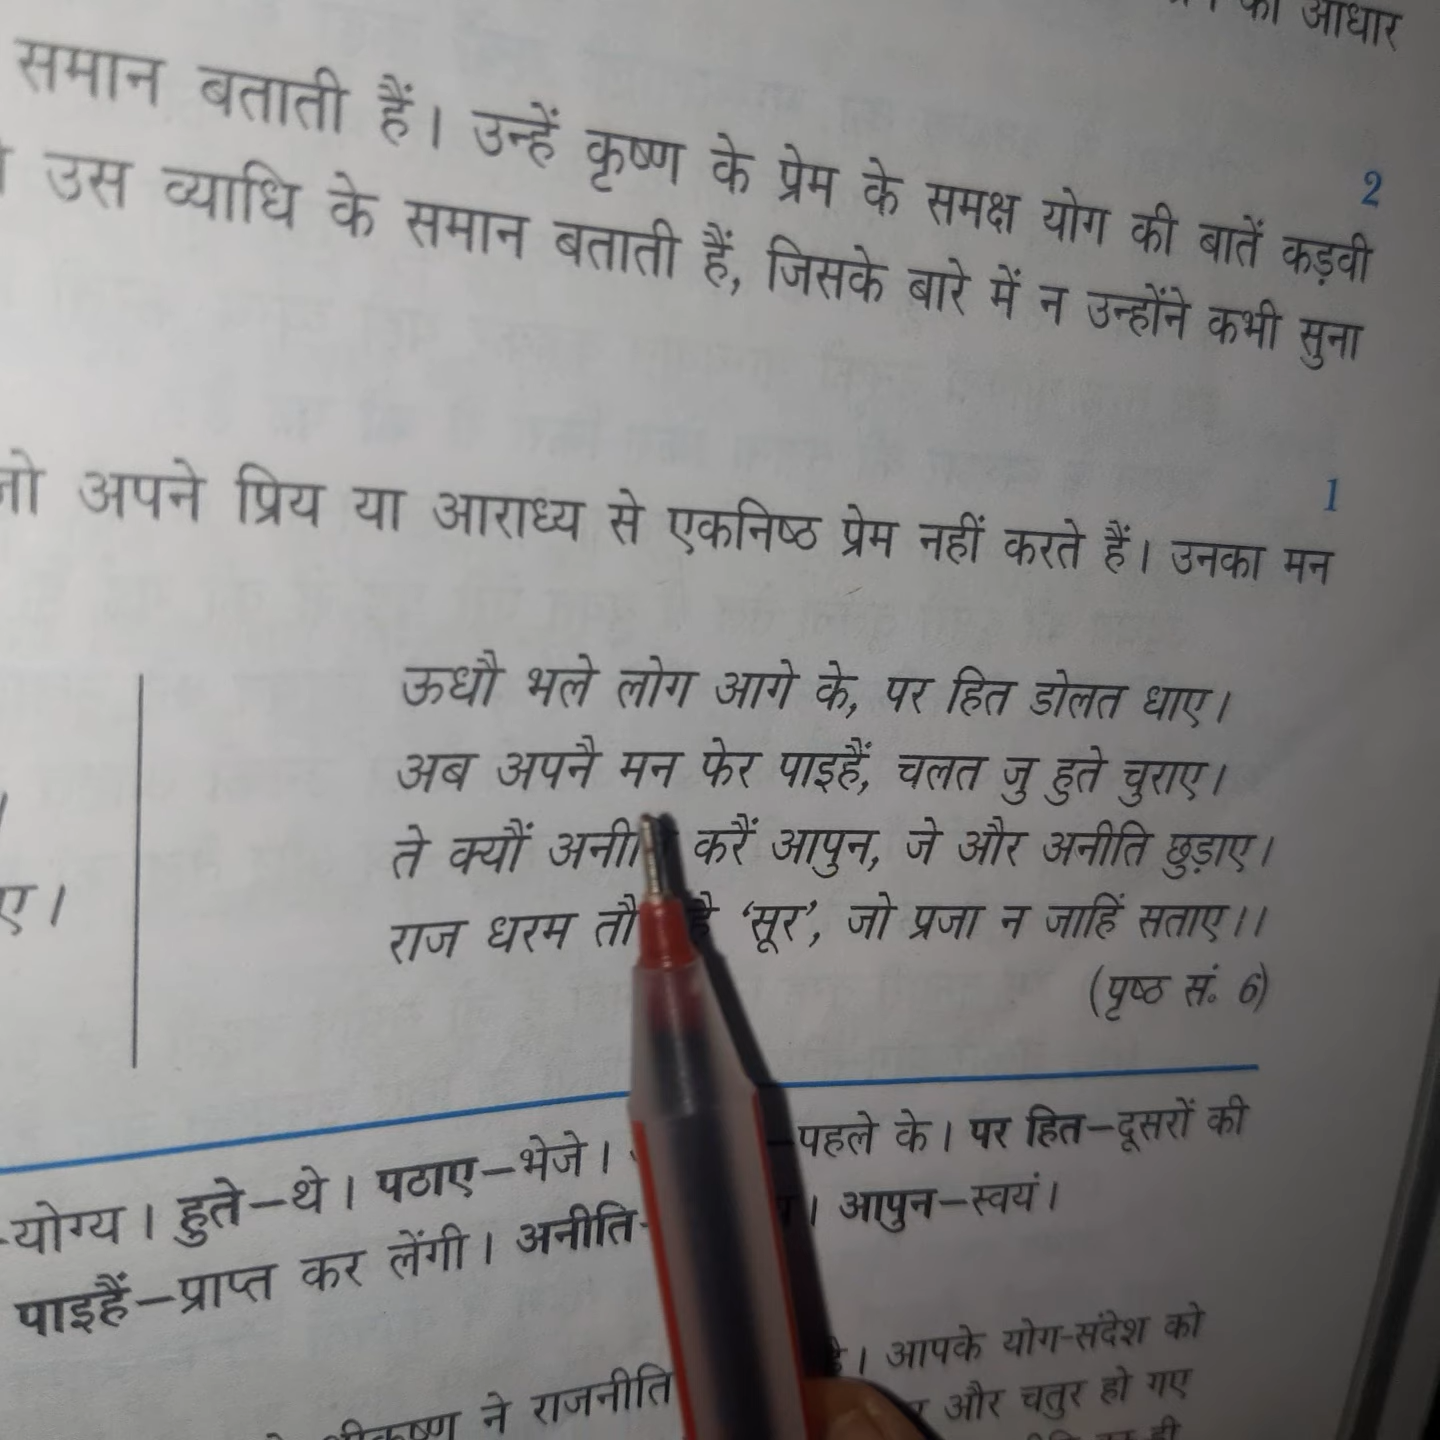 का आधार
समान बताती हैं। उन्हें कृष्ण के प्रेम के समक्ष योग की बातें कड़वी
2
उस व्याधि के समान बताती हैं, जिसके बारे में न उन्होंने कभी सुना
1
अपने प्रिय या आराध्य से एकनिष्ठ प्रेम नहीं करते हैं। उनका मन
ऊधौ भले लोग आगे के, पर हित डोलत धाए।
अब अपनै मन फेर पाइहैं, चलत जु हुते चुराए।
ते क्यौं करैं आपुन, जे और अनीति छुड़ाए।
ए।
राज धरम तौ 'सूर', जो प्रजा न जाहिं सताए।।
(पृष्ठ सं. 6)
-योग्य। हुते–थे। पठाए–भेजे। –पहले के। पर हित–दूसरों की
पाइहैं–प्राप्त कर लेंगी। अनीति- । आपुन–स्वयं।
ने राजनीति । आपके योग-संदेश को
और चतुर हो गए